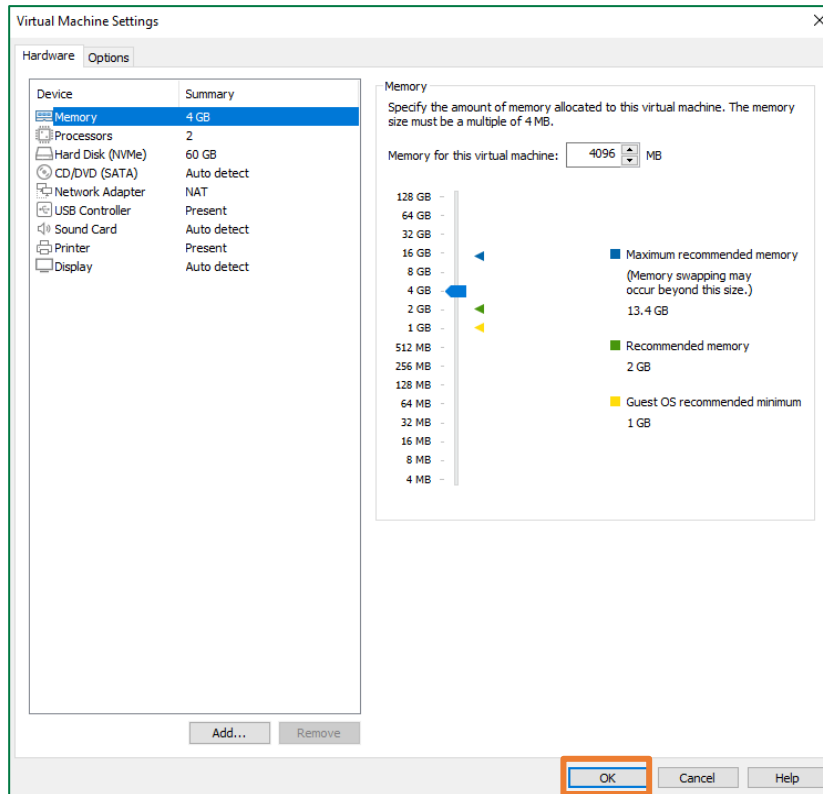 Virtual Machine Settings
Hardware
Options
Device Summary
Memory 4 GB
Processors 2
Hard Disk (NVMe) 60 GB
CD/DVD (SATA) Auto detect
Network Adapter NAT
USB Controller Present
Sound Card Auto detect
Printer Present
Display Auto detect
Add...
Remove
Memory
Specify the amount of memory allocated to this virtual machine. The memory
size must be a multiple of 4 MB.
Memory for this virtual machine: 4096 MB
128 GB
64 GB
32 GB
16 GB
8 GB
4 GB
2 GB
1 GB
512 MB
256 MB
128 MB
64 MB
32 MB
16 MB
8 MB
4 MB
Maximum recommended memory
(Memory swapping may
occur beyond this size.)
13.4 GB
Recommended memory
2 GB
Guest OS recommended minimum
1 GB
OK
Cancel
Help